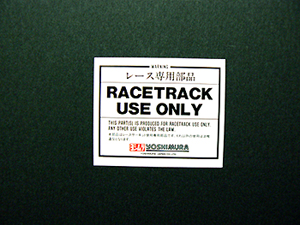 WARNING
レース専用部品
RACETRACK
USE ONLY
THIS PART(S) IS PRODUCED FOR RACETRACK USE ONLY
ANY OTHER USE VIOLATES THE LAW.
YOSHIMURA